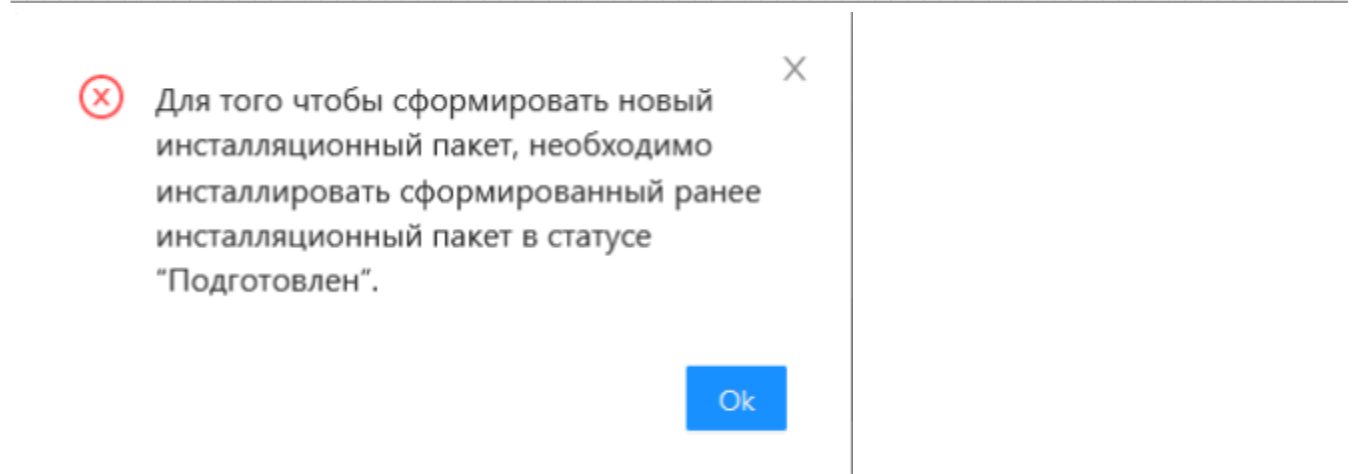 Для того чтобы сформировать новый
инсталляционный пакет, необходимо
инсталлировать сформированный ранее
инсталляционный пакет в статусе
“Подготовлен”.
Ok